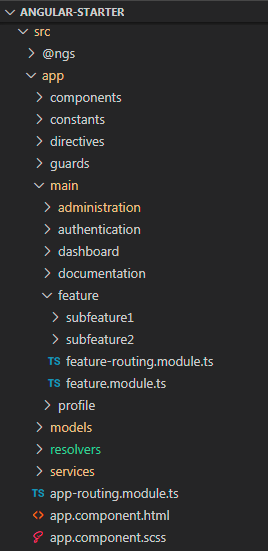 ANGULAR-STARTER
src
@ngs
app
components
constants
directives
guards
main
administration
authentication
dashboard
documentation
feature
subfeature1
subfeature2
TS feature-routing.module.ts
TS feature.module.ts
profile
models
resolvers
services
TS app-routing.module.ts
<> app.component.html
app.component.scss